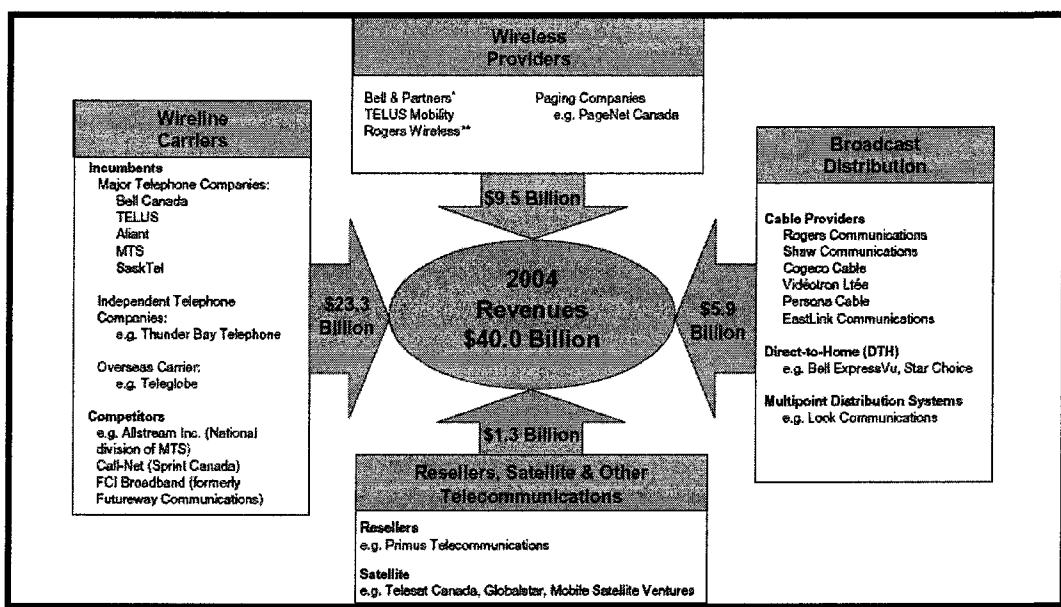 Wireless
Providers
Bell & Partners*
TELUS Mobility
Rogers Wireless**
Paging Companies
e.g. PageNet Canada
$9.5 Billion
Wireline
Carriers
Incumbents
Major Telephone Companies:
Bell Canada
TELUS
Aliant
MTS
SaskTel
Independent Telephone
Companies:
e.g. Thunder Bay Telephone
Overseas Carrier:
e.g. Teleglobe
Competitors
e.g. Allstream Inc. (National
division of MTS)
Call-Net (Sprint Canada)
FCI Broadband (formerly
Futureway Communications)
$23.3
Billion
2004
Revenues
$40.0 Billion
$5.9
Billion
Broadcast
Distribution
Cable Providers
Rogers Communications
Shaw Communications
Cogeco Cable
Vidéotron Ltée
Persona Cable
EastLink Communications
Direct-to-Home (DTH)
e.g. Bell ExpressVu, Star Choice
Multipoint Distribution Systems
e.g. Look Communications
$1.3 Billion
Resellers, Satellite & Other
Telecommunications
Resellers
e.g. Primus Telecommunications
Satellite
e.g. Telesat Canada, Globalstar, Mobile Satellite Ventures